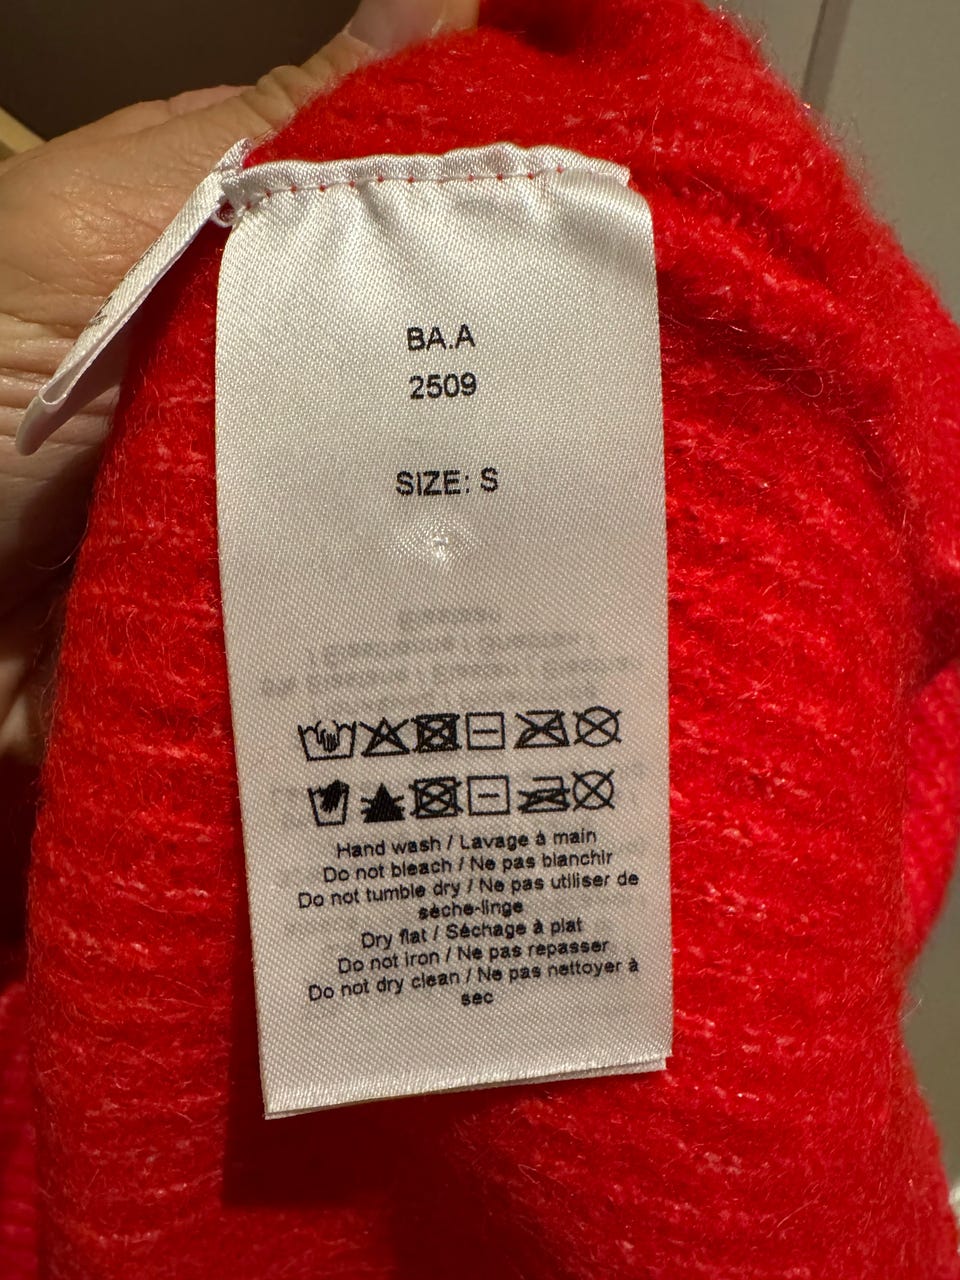 BA.A
2509
SIZE: S
Hand wash / Lavage à main
Do not bleach / Ne pas blanchir
Do not tumble dry / Ne pas utiliser de
sèche-linge
Dry flat / Séchage à plat
Do not iron / Ne pas repasser
Do not dry clean / Ne pas nettoyer à
sec